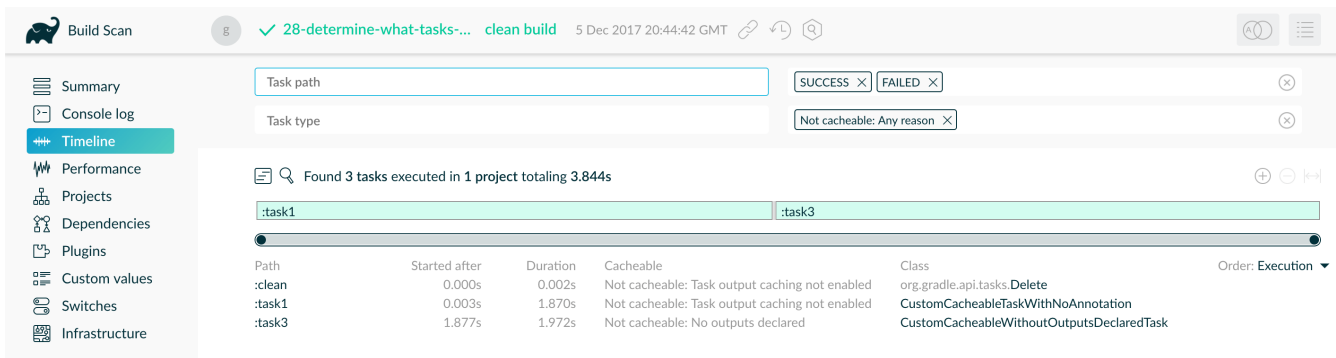 Build Scan
g 28-determine-what-tasks-... clean build 5 Dec 2017 20:44:42 GMT
Summary
Console log
Timeline
Performance
Projects
Dependencies
Plugins
Custom values
Switches
Infrastructure
Task path
SUCCESS FAILED
Task type
Not cacheable: Any reason
Found 3 tasks executed in 1 project totaling 3.844s
:task1 :task3
Path Started after Duration Cacheable Class Order: Execution
:clean 0.000s 0.002s Not cacheable: Task output caching not enabled org.gradle.api.tasks.Delete
:task1 0.003s 1.870s Not cacheable: Task output caching not enabled CustomCacheableTaskWithNoAnnotation
:task3 1.877s 1.972s Not cacheable: No outputs declared CustomCacheableWithoutOutputsDeclaredTask